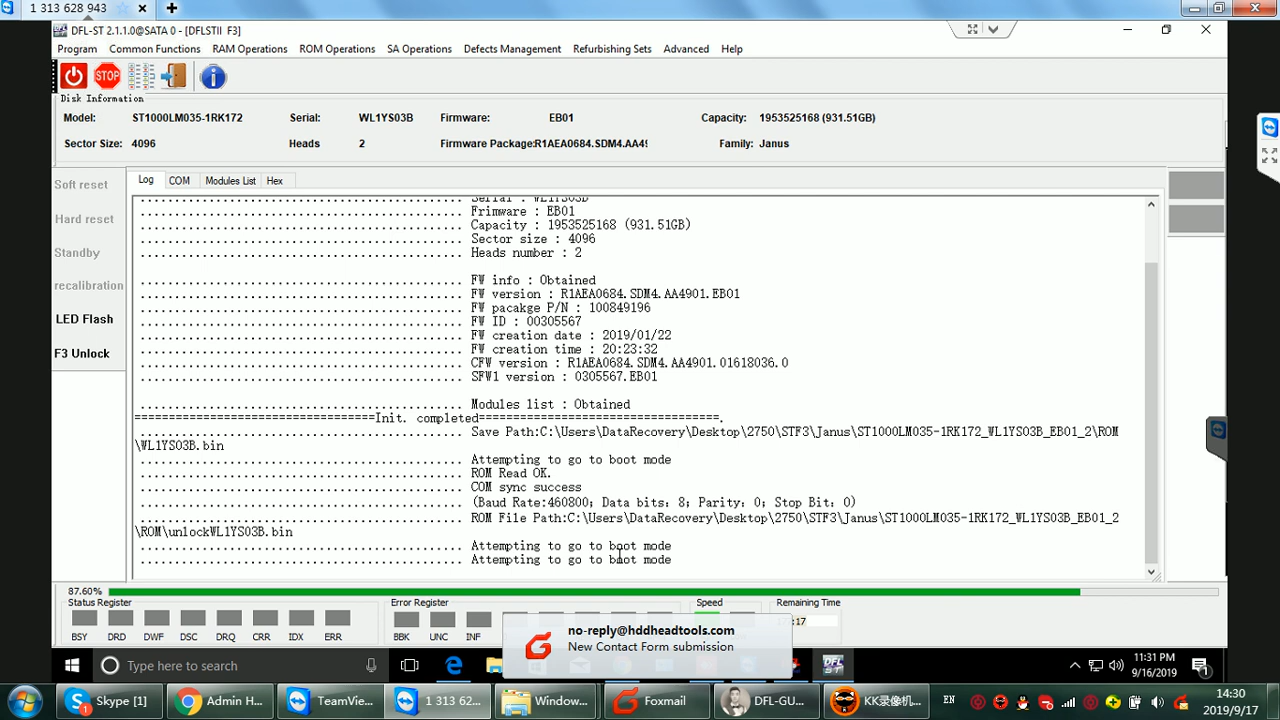 1 313 628 943
DFL-ST 2.1.1.0@SATA 0 - [DFLSTII F3]
Program Common Functions RAM Operations ROM Operations SA Operations Defects Management Refurbishing Sets Advanced Help
STOP
Disk Information
Model: ST1000LM035-1RK172 Serial: WL1YS03B Firmware: EB01 Capacity: 1953525168 (931.51GB)
Sector Size: 4096 Heads 2 Firmware Package:R1AEA0684.SDM4.AA49 Family: Janus
Soft reset
Hard reset
Standby
recalibration
LED Flash
F3 Unlock
Log COM Modules List Hex
............................................... Serial : WL1YS03B
............................................... Frimware : EB01
............................................... Capacity : 1953525168 (931.51GB)
............................................... Sector size : 4096
............................................... Heads number : 2
............................................... FW info : Obtained
............................................... FW version : R1AEA0684.SDM4.AA4901.EB01
............................................... FW pacakge P/N : 100849196
............................................... FW ID : 00305567
............................................... FW creation date : 2019/01/22
............................................... FW creation time : 20:23:32
............................................... CFW version : R1AEA0684.SDM4.AA4901.01618036.0
............................................... SFW1 version : 0305567.EB01
............................................... Modules list : Obtained
===================================Init. completed===================================.
............................................... Save Path:C:\Users\DataRecovery\Desktop\2750\STF3\Janus\ST1000LM035-1RK172_WL1YS03B_EB01_2\ROM
\WL1YS03B.bin
............................................... Attempting to go to boot mode
............................................... ROM Read OK.
............................................... COM sync success
............................................... (Baud Rate:460800; Data bits: 8; Parity: 0; Stop Bit: 0)
............................................... ROM File Path:C:\Users\DataRecovery\Desktop\2750\STF3\Janus\ST1000LM035-1RK172_WL1YS03B_EB01_2
\ROM\unlockWL1YS03B.bin
............................................... Attempting to go to boot mode
............................................... Attempting to go to boot mode
87.60%
Status Register Error Register Speed Remaining Time
:17
BSY DRD DWF DSC DRQ CRR IDX ERR BBK UNC INF
no-reply@hddheadtools.com
New Contact Form submission
Type here to search
DFL
ST
11:31 PM
9/16/2019
1
Skype [1] Admin H... TeamView... 1 313 62... Window... Foxmail DFL-GU... KK录像机... EN
14:30
2019/9/17